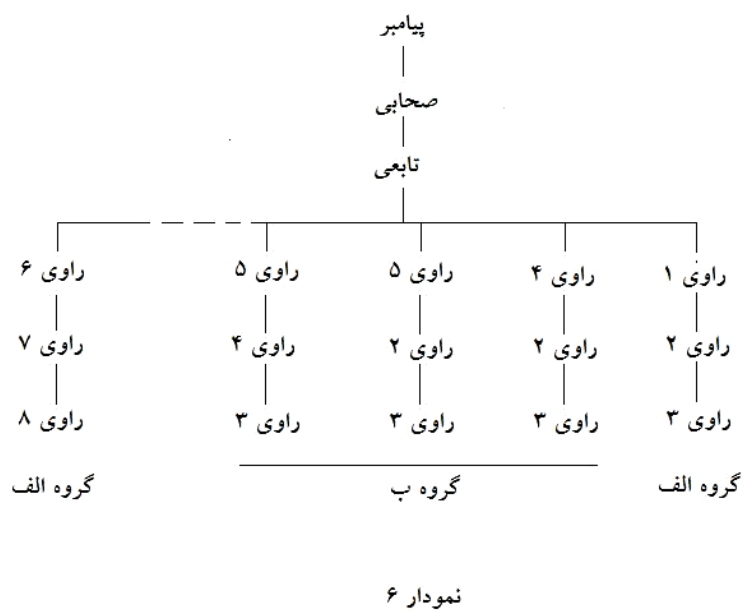 پیامبر
صحابی
تابعی
راوی ۱ راوی ۴ راوی ۵ راوی ۵ راوی ۶
راوی ۲ راوی ۲ راوی ۲ راوی ۴ راوی ۷
راوی ۳ راوی ۳ راوی ۳ راوی ۳ راوی ۸
گروه الف گروه ب گروه الف
نمودار ۶